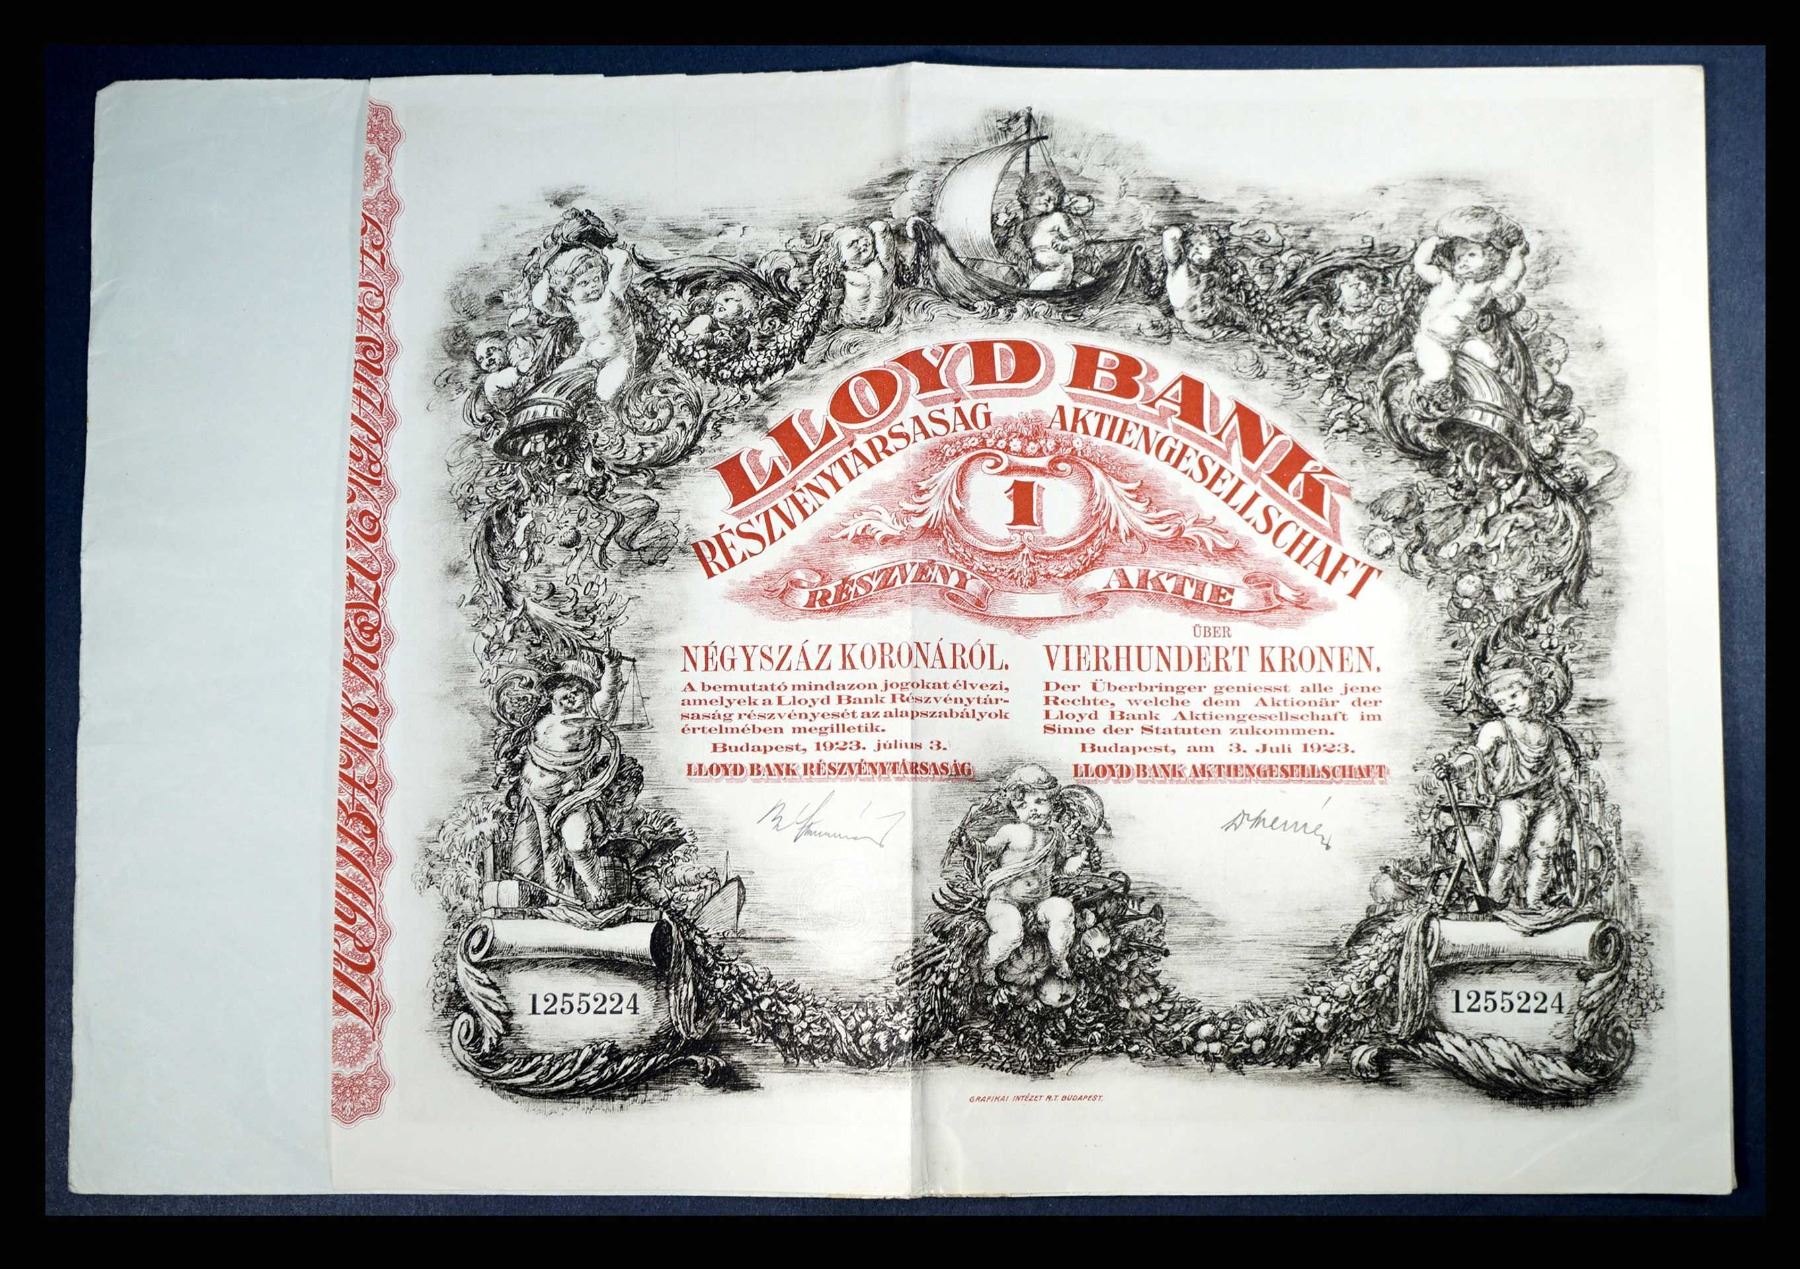 LLOYD BANK
RÉSZVÉNYTÁRSASÁG AKTIENGESELLSCHAFT
1
RÉSZVÉNY AKTIE
NÉGYSZÁZ KORONÁRÓL.
A bemutató mindazon jogokat élvezi,
amelyek a Lloyd Bank Részvénytár-
saság részvényesét az alapszabályok
értelmében megilletik.
Budapest, 1923. július 3.
LLOYD BANK RÉSZVÉNYTÁRSASÁG
ÜBER
VIERHUNDERT KRONEN.
Der Überbringer geniesst alle jene
Rechte, welche dem Aktionär der
Lloyd Bank Aktiengesellschaft im
Sinne der Statuten zukommen.
Budapest, am 3. Juli 1923.
LLOYD BANK AKTIENGESELLSCHAFT
1255224
1255224
GRAFIKAI INTÉZET R.T. BUDAPEST.